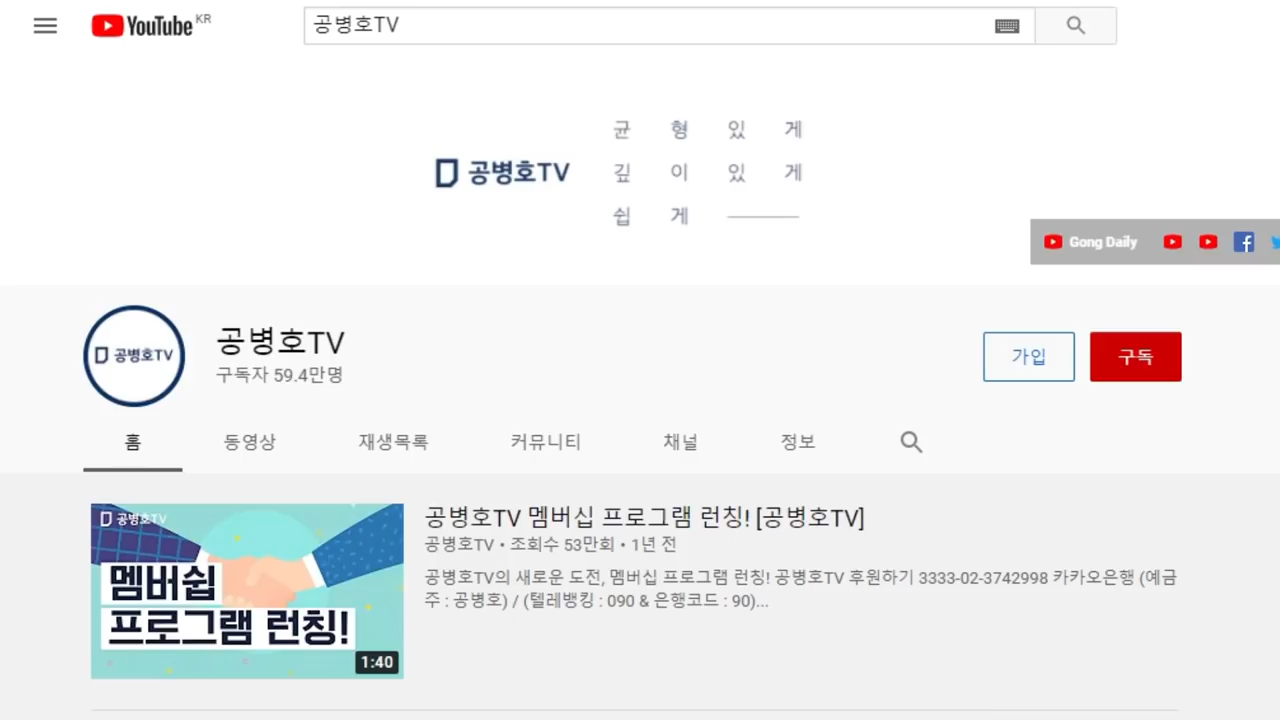 YouTube KR
공병호TV
공병호TV
균 형 있 게
깊 이 있 게
쉽 게
Gong Daily
공병호TV
공병호TV
구독자 59.4만명
가입
구독
홈 동영상 재생목록 커뮤니티 채널 정보
공병호TV
멤버쉽
프로그램 런칭!
1:40
공병호TV 멤버십 프로그램 런칭! [공병호TV]
공병호TV • 조회수 53만회 • 1년 전
공병호TV의 새로운 도전, 멤버십 프로그램 런칭! 공병호TV 후원하기 3333-02-3742998 카카오은행 (예금
주 : 공병호) / (텔레뱅킹 : 090 & 은행코드 : 90)...